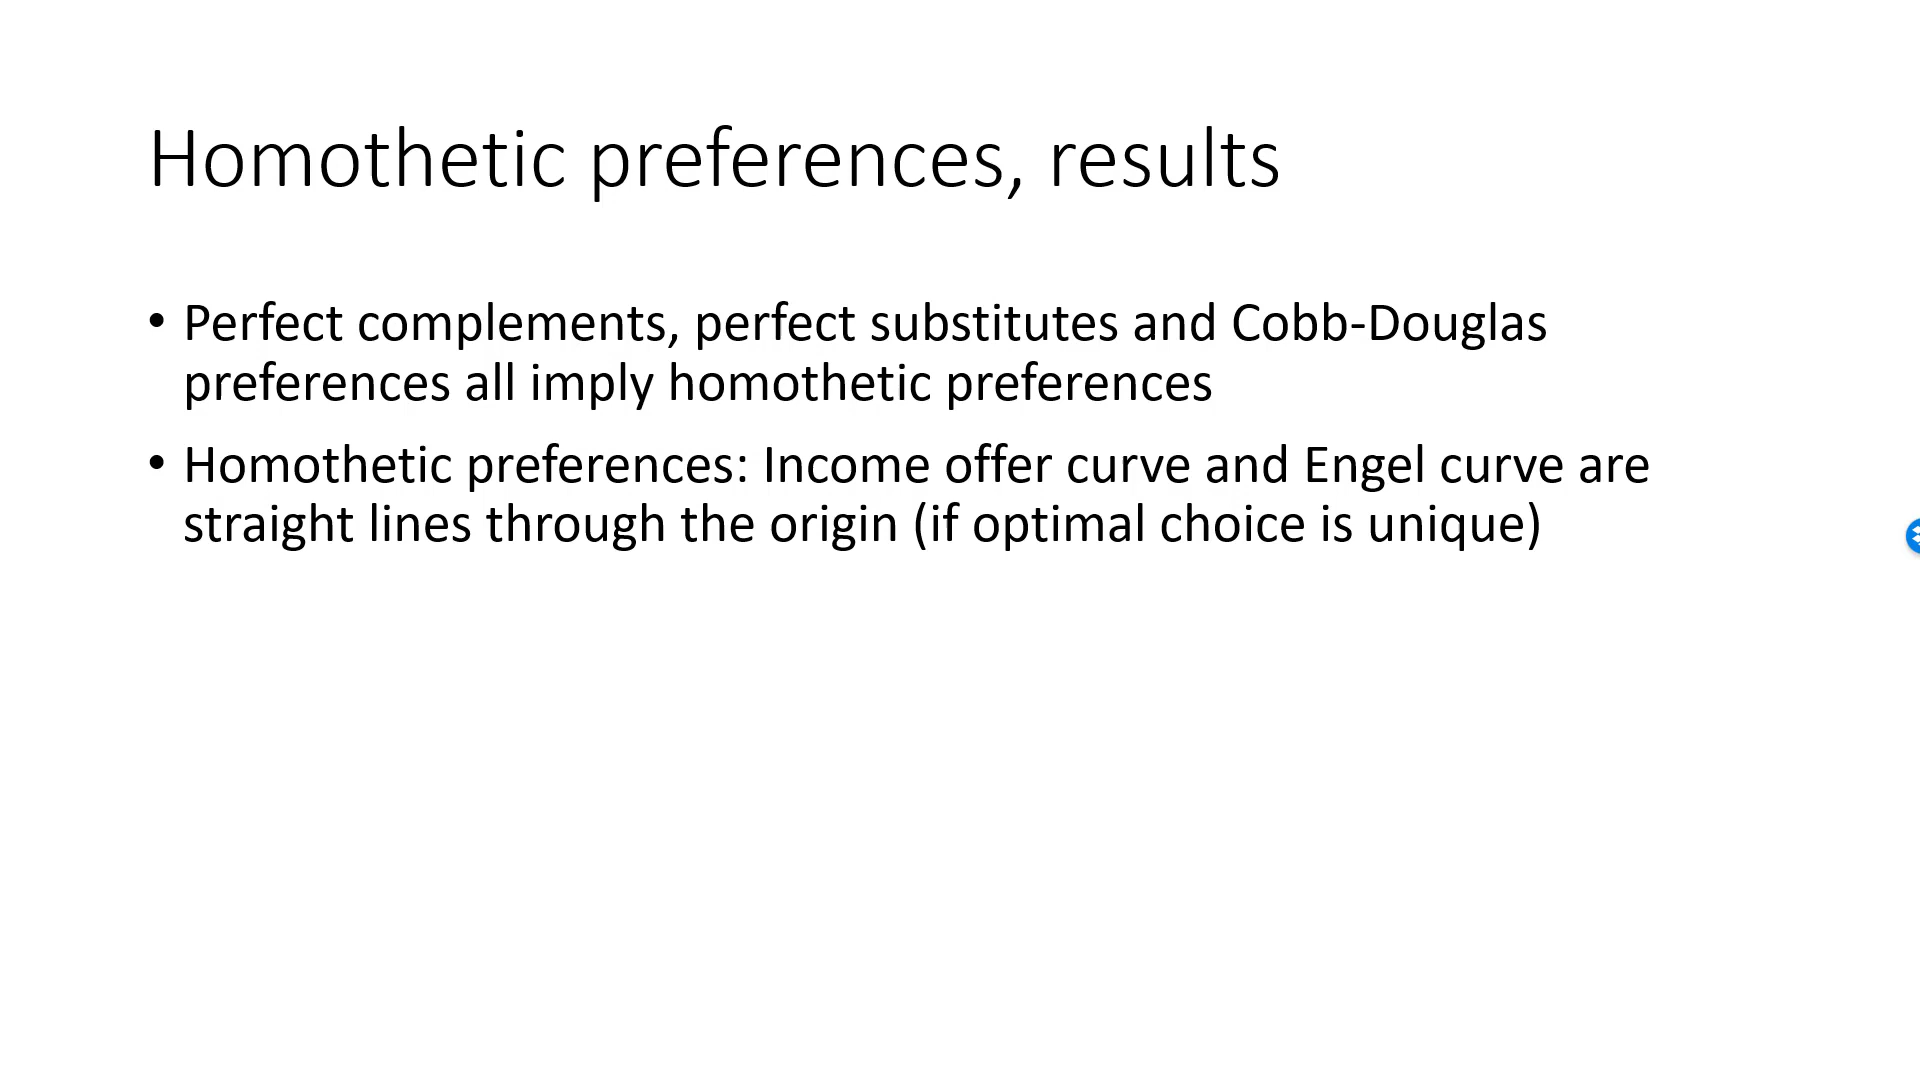 Homothetic preferences, results
• Perfect complements, perfect substitutes and Cobb-Douglas
preferences all imply homothetic preferences
• Homothetic preferences: Income offer curve and Engel curve are
straight lines through the origin (if optimal choice is unique)